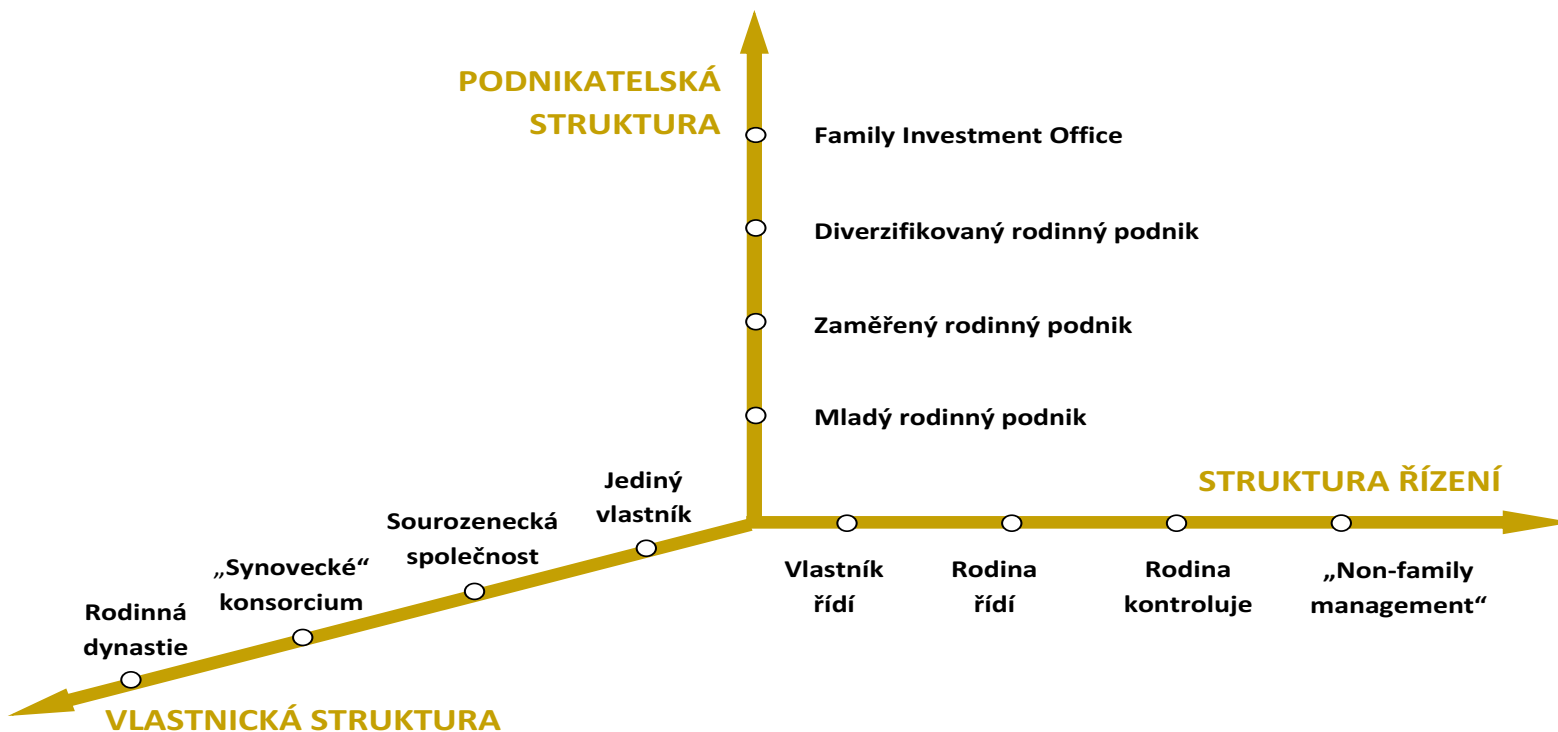 PODNIKATELSKÁ
STRUKTURA
Family Investment Office
Diverzifikovaný rodinný podnik
Zaměřený rodinný podnik
Mladý rodinný podnik
STRUKTURA ŘÍZENÍ
Vlastník
řídí
Rodina
řídí
Rodina
kontroluje
„Non-family
management“
Jediný
vlastník
Sourozenecká
společnost
„Synovecké“
konsorcium
Rodinná
dynastie
VLASTNICKÁ STRUKTURA